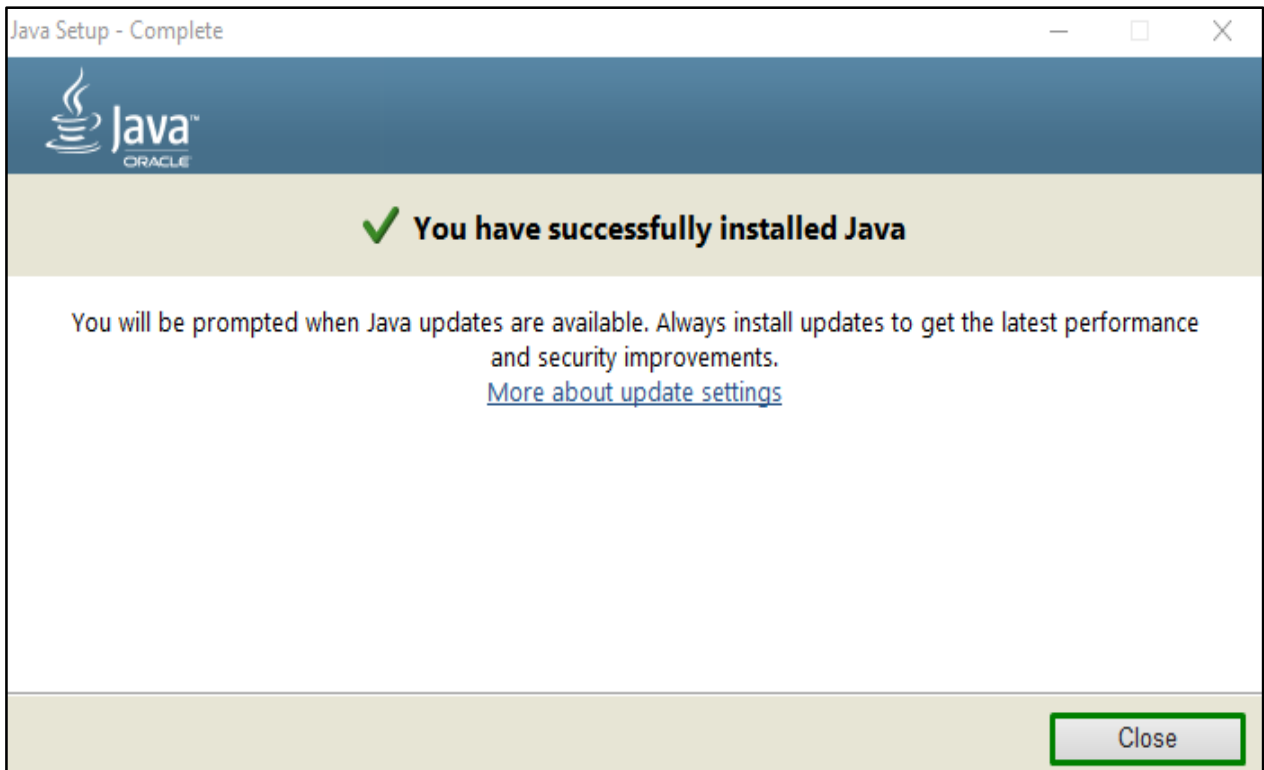 Java Setup - Complete
Java™
ORACLE
You have successfully installed Java
You will be prompted when Java updates are available. Always install updates to get the latest performance
and security improvements.
More about update settings
Close